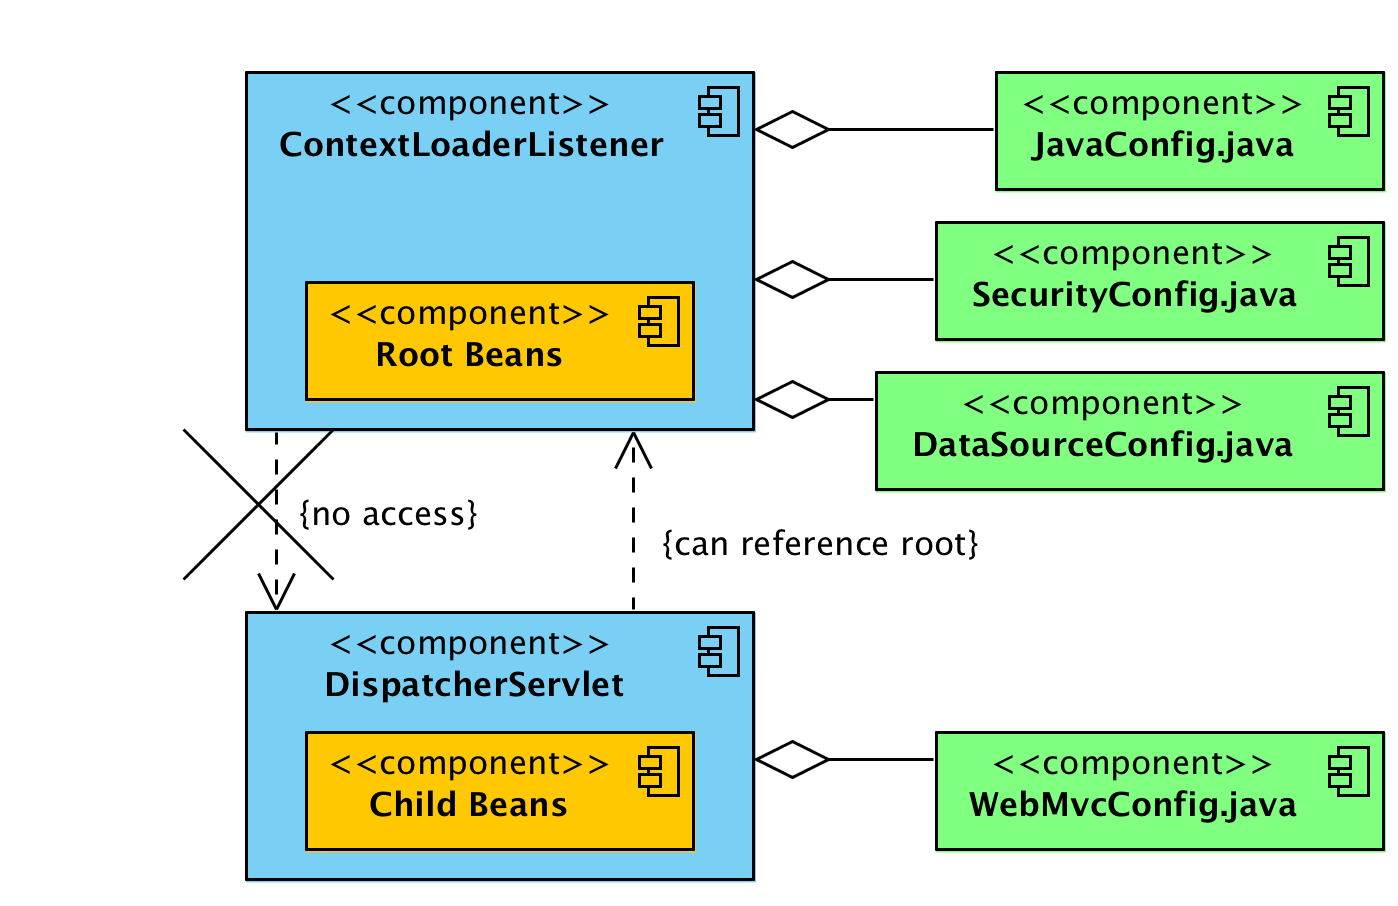 <<component>>
ContextLoaderListener
<<component>>
JavaConfig.java
<<component>>
SecurityConfig.java
<<component>>
Root Beans
<<component>>
DataSourceConfig.java
{no access}
{can reference root}
<<component>>
DispatcherServlet
<<component>>
Child Beans
<<component>>
WebMvcConfig.java